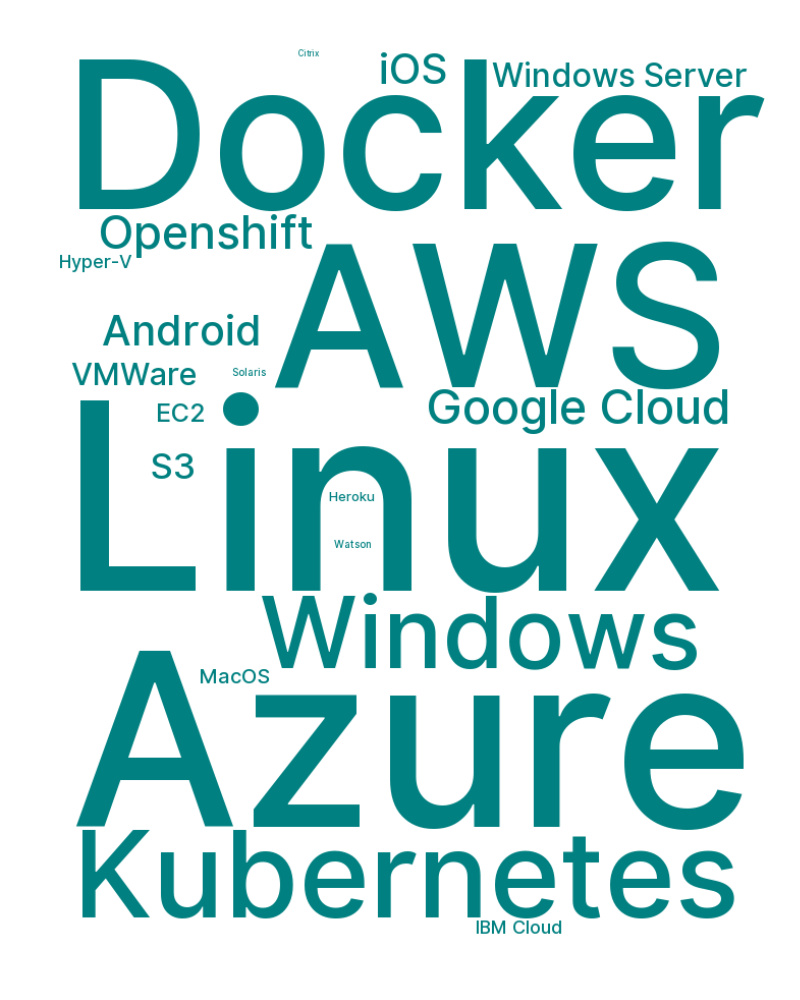 Citrix
iOS
Windows Server
Docker
Openshift
Hyper-V
AWS
Android
VMWare
Solaris
EC2
Google Cloud
Linux
S3
Heroku
Watson
Windows
MacOS
Azure
Kubernetes
IBM Cloud